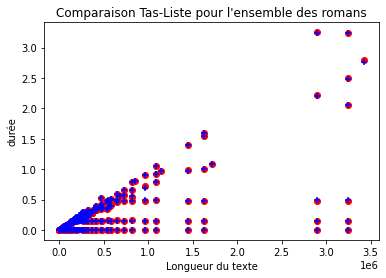 Comparaison Tas-Liste pour l'ensemble des romans
3.0
2.5
2.0
1.5
1.0
0.5
0.0
durée
0.0 0.5 1.0 1.5 2.0 2.5 3.0 3.5
1e6
Longueur du texte